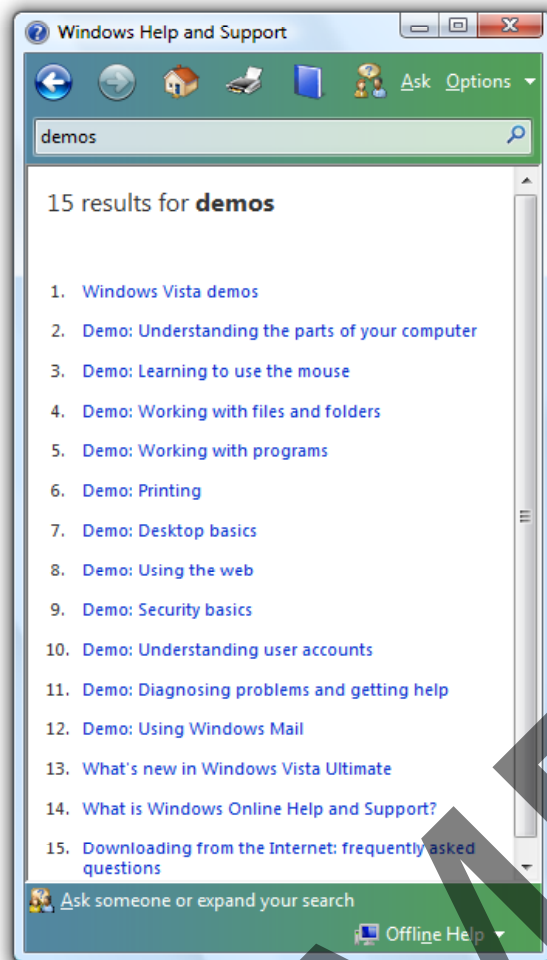 Windows Help and Support
Ask Options
demos
15 results for demos
1. Windows Vista demos
2. Demo: Understanding the parts of your computer
3. Demo: Learning to use the mouse
4. Demo: Working with files and folders
5. Demo: Working with programs
6. Demo: Printing
7. Demo: Desktop basics
8. Demo: Using the web
9. Demo: Security basics
10. Demo: Understanding user accounts
11. Demo: Diagnosing problems and getting help
12. Demo: Using Windows Mail
13. What's new in Windows Vista Ultimate
14. What is Windows Online Help and Support?
15. Downloading from the Internet: frequently asked
questions
Ask someone or expand your search
Offline Help